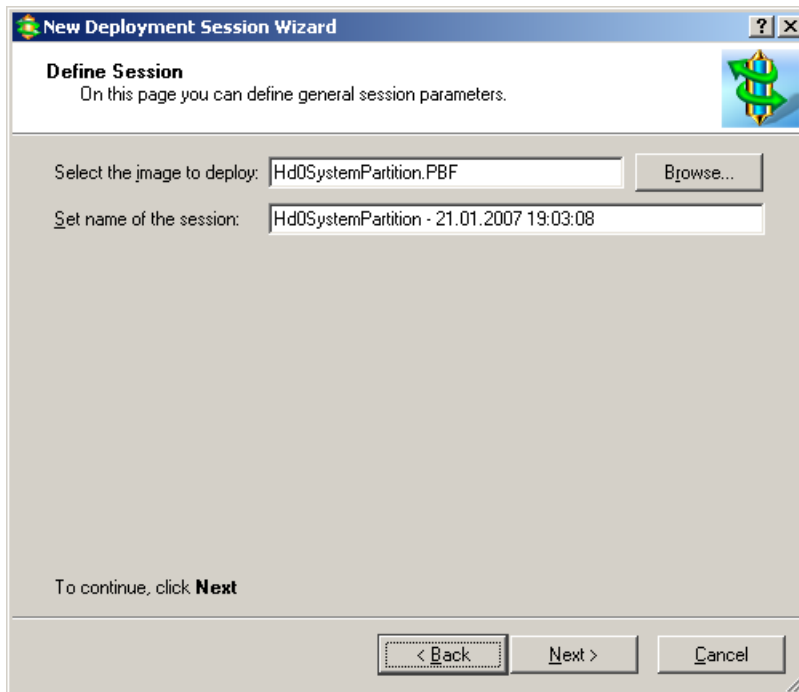 New Deployment Session Wizard
Define Session
On this page you can define general session parameters.
Select the image to deploy: Hd0SystemPartition.PBF Browse...
Set name of the session: Hd0SystemPartition - 21.01.2007 19:03:08
To continue, click Next
< Back Next > Cancel